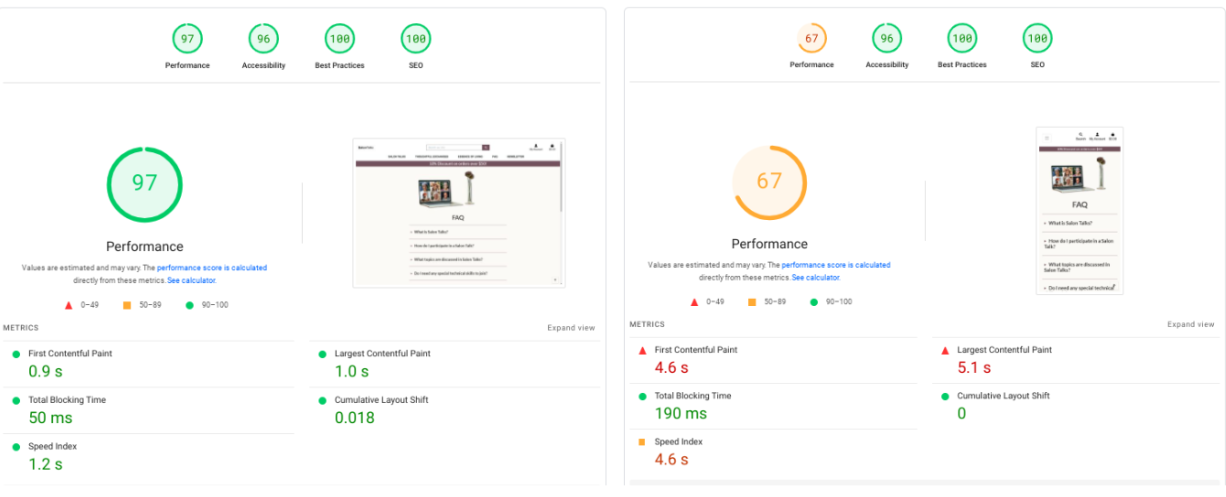 97 96 100 100
Performance Accessibility Best Practices SEO
97
Performance
Values are estimated and may vary. The performance score is calculated
directly from these metrics. See calculator.
0–49 50–89 90–100
METRICS Expand view
First Contentful Paint
0.9 s
Largest Contentful Paint
1.0 s
Total Blocking Time
50 ms
Cumulative Layout Shift
0.018
Speed Index
1.2 s
FAQ
What is Salon Talks?
How do I participate in a Salon Talk?
What topics are discussed in Salon Talks?
Do I need any special technical skills to join?
67 96 100 100
Performance Accessibility Best Practices SEO
67
Performance
Values are estimated and may vary. The performance score is calculated
directly from these metrics. See calculator.
0–49 50–89 90–100
METRICS Expand view
First Contentful Paint
4.6 s
Largest Contentful Paint
5.1 s
Total Blocking Time
190 ms
Cumulative Layout Shift
0
Speed Index
4.6 s
FAQ
What is Salon Talks?
How do I participate in a Salon
Talk?
What topics are discussed in
Salon Talks?
Do I need any special technical